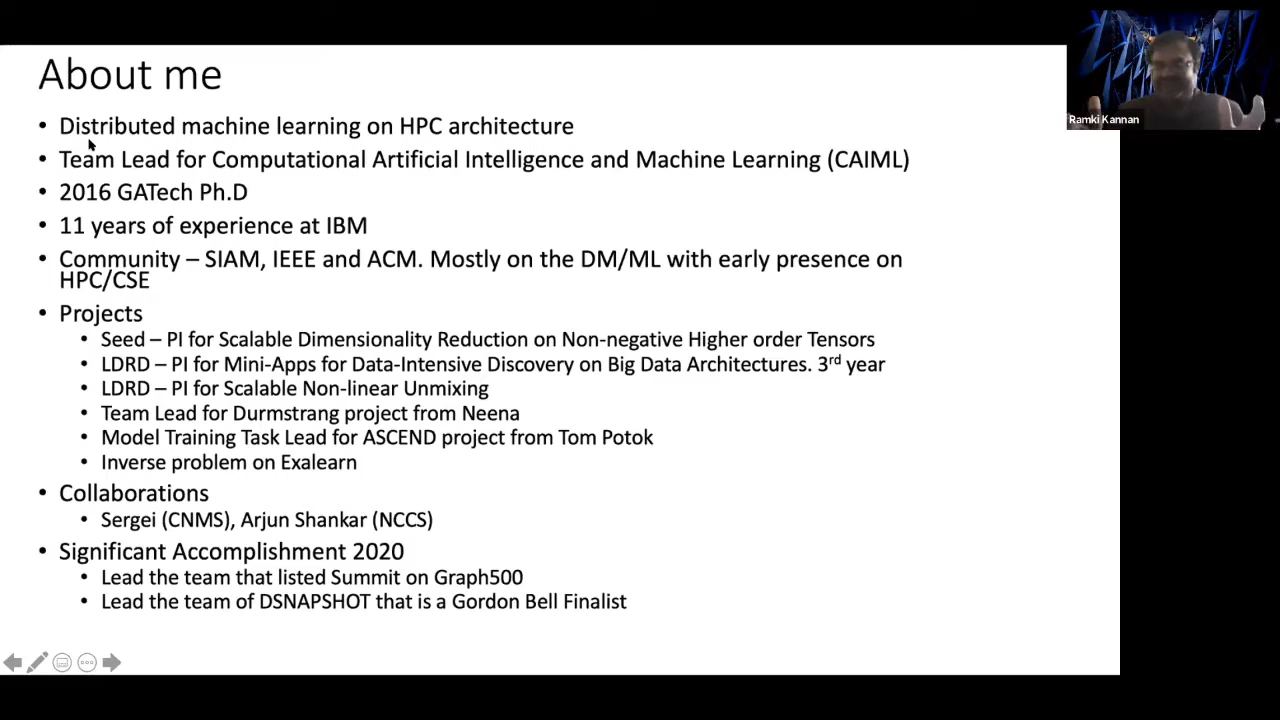 About me
Ramki Kannan
• Distributed machine learning on HPC architecture
• Team Lead for Computational Artificial Intelligence and Machine Learning (CAIML)
• 2016 GATech Ph.D
• 11 years of experience at IBM
• Community – SIAM, IEEE and ACM. Mostly on the DM/ML with early presence on
HPC/CSE
• Projects
• Seed – PI for Scalable Dimensionality Reduction on Non-negative Higher order Tensors
• LDRD – PI for Mini-Apps for Data-Intensive Discovery on Big Data Architectures. 3rd year
• LDRD – PI for Scalable Non-linear Unmixing
• Team Lead for Durmstrang project from Neena
• Model Training Task Lead for ASCEND project from Tom Potok
• Inverse problem on Exalearn
• Collaborations
• Sergei (CNMS), Arjun Shankar (NCCS)
• Significant Accomplishment 2020
• Lead the team that listed Summit on Graph500
• Lead the team of DSNAPSHOT that is a Gordon Bell Finalist